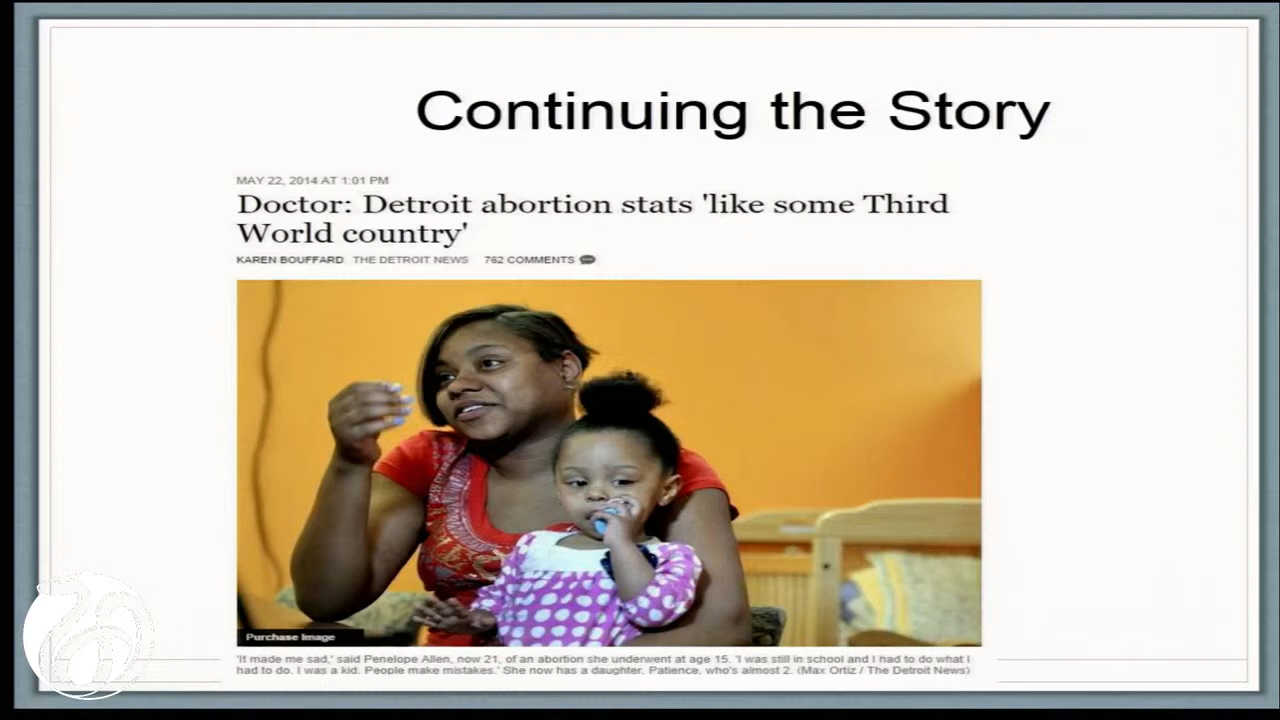 Continuing the Story
MAY 22, 2014 AT 1:01 PM
Doctor: Detroit abortion stats 'like some Third
World country'
KAREN BOUFFARD THE DETROIT NEWS 762 COMMENTS
Purchase Image
'It made me sad,' said Penelope Allen, now 21, of an abortion she underwent at age 15. 'I was still in school and I had to do what I
had to do. I was a kid. People make mistakes.' She now has a daughter, Patience, who's almost 2. (Max Ortiz / The Detroit News)